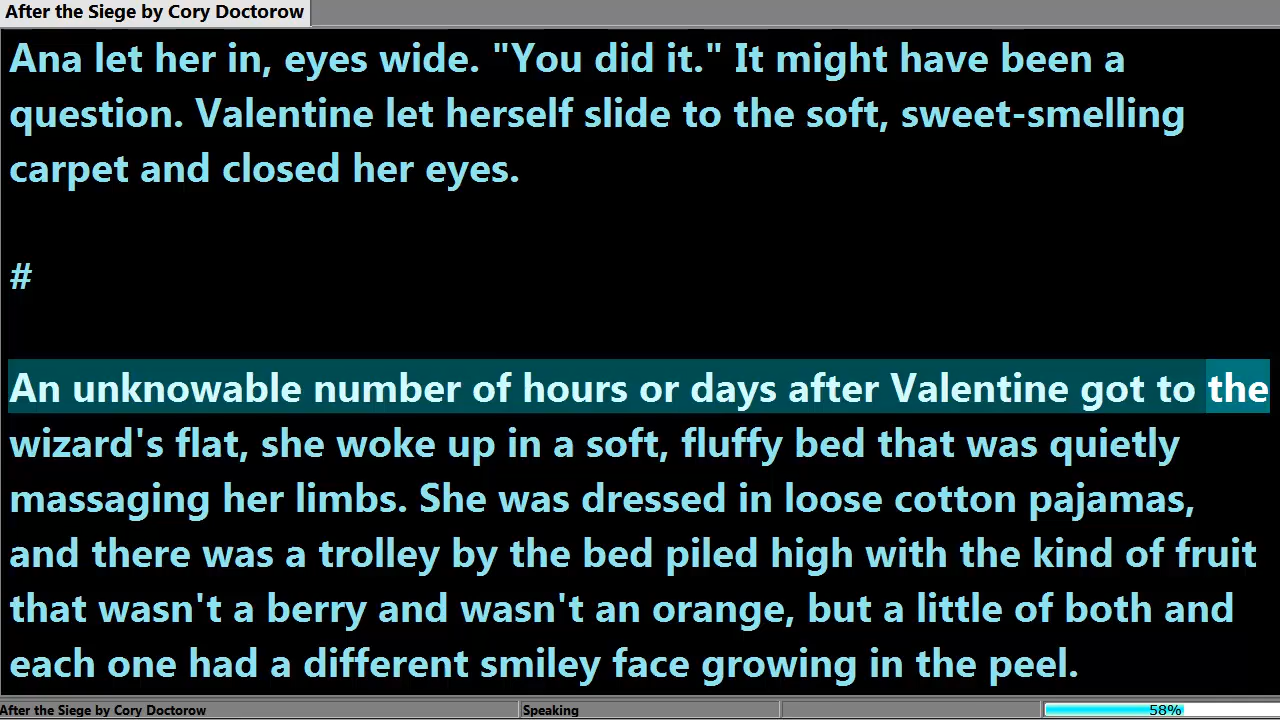 After the Siege by Cory Doctorow
Ana let her in, eyes wide. "You did it." It might have been a
question. Valentine let herself slide to the soft, sweet-smelling
carpet and closed her eyes.
#
An unknowable number of hours or days after Valentine got to the
wizard's flat, she woke up in a soft, fluffy bed that was quietly
massaging her limbs. She was dressed in loose cotton pajamas,
and there was a trolley by the bed piled high with the kind of fruit
that wasn't a berry and wasn't an orange, but a little of both and
each one had a different smiley face growing in the peel.
After the Siege by Cory Doctorow
Speaking
58%